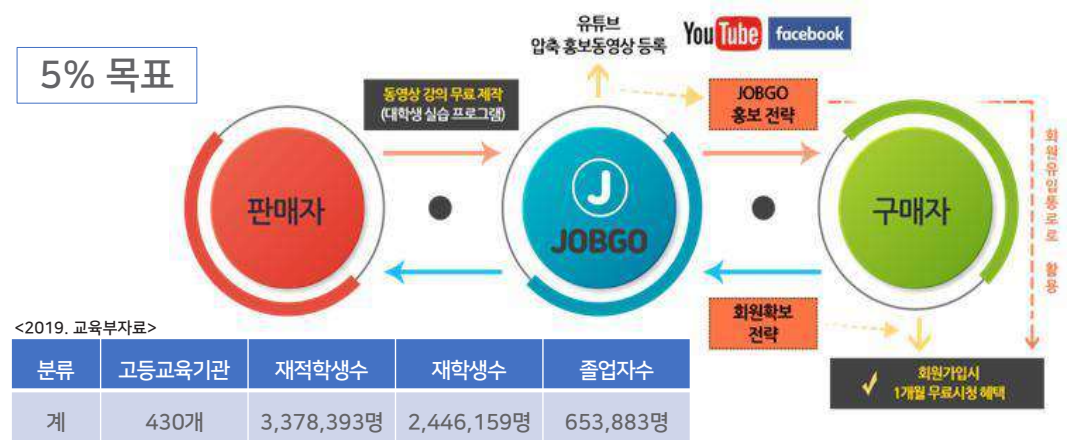 5% 목표
유튜브
압축 홍보동영상 등록
YouTube
facebook
동영상 강의 무료 제작
(대학생 실습 프로그램)
JOBGO
홍보 전략
판매자
J
JOBGO
구매자
회원유입통로로 활용
회원확보
전략
회원가입시
1개월 무료시청 혜택
<2019. 교육부자료>
분류 고등교육기관 재적학생수 재학생수 졸업자수
계 430개 3,378,393명 2,446,159명 653,883명